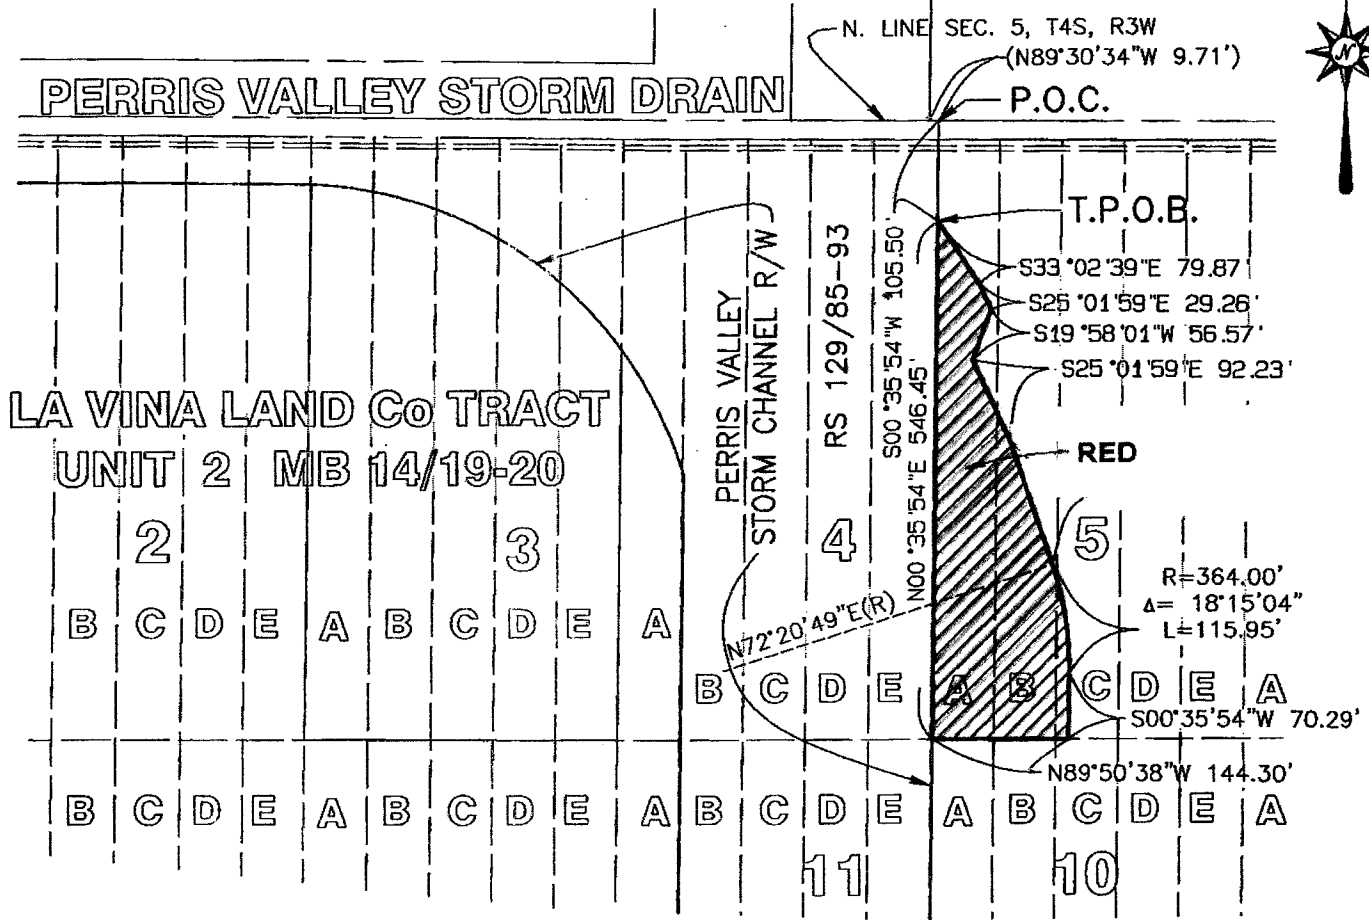 N. LINE SEC. 5, T4S, R3W
(N89°30'34"W 9.71')
N
PERRIS VALLEY STORM DRAIN
P.O.C.
T.P.O.B.
S33°02'39"E 79.87'
S25°01'59"E 29.26'
S19°58'01"W 56.57'
S25°01'59"E 92.23'
PERRIS VALLEY
STORM CHANNEL R/W
RS 129/85-93
S00°35'54"W 105.50'
N00°35'54"E 546.45'
LA VINA LAND Co TRACT
UNIT 2 MB 14/19-20
RED
2
3
4
5
R=364.00'
Δ= 18°15'04"
L=115.95'
N72°20'49"E(R)
B C D E A B C D E A
B C D E A B C D E A
S00°35'54"W 70.29'
N89°50'38"W 144.30'
B C D E A B C D E A B C D E A B C D E A
11
10